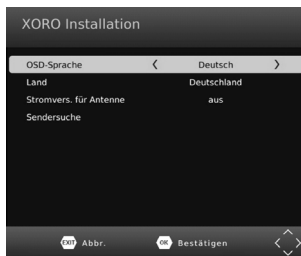 XORO Installation
OSD-Sprache Deutsch
Land Deutschland
Stromvers. für Antenne aus
Sendersuche
EXIT Abbr. OK Bestätigen